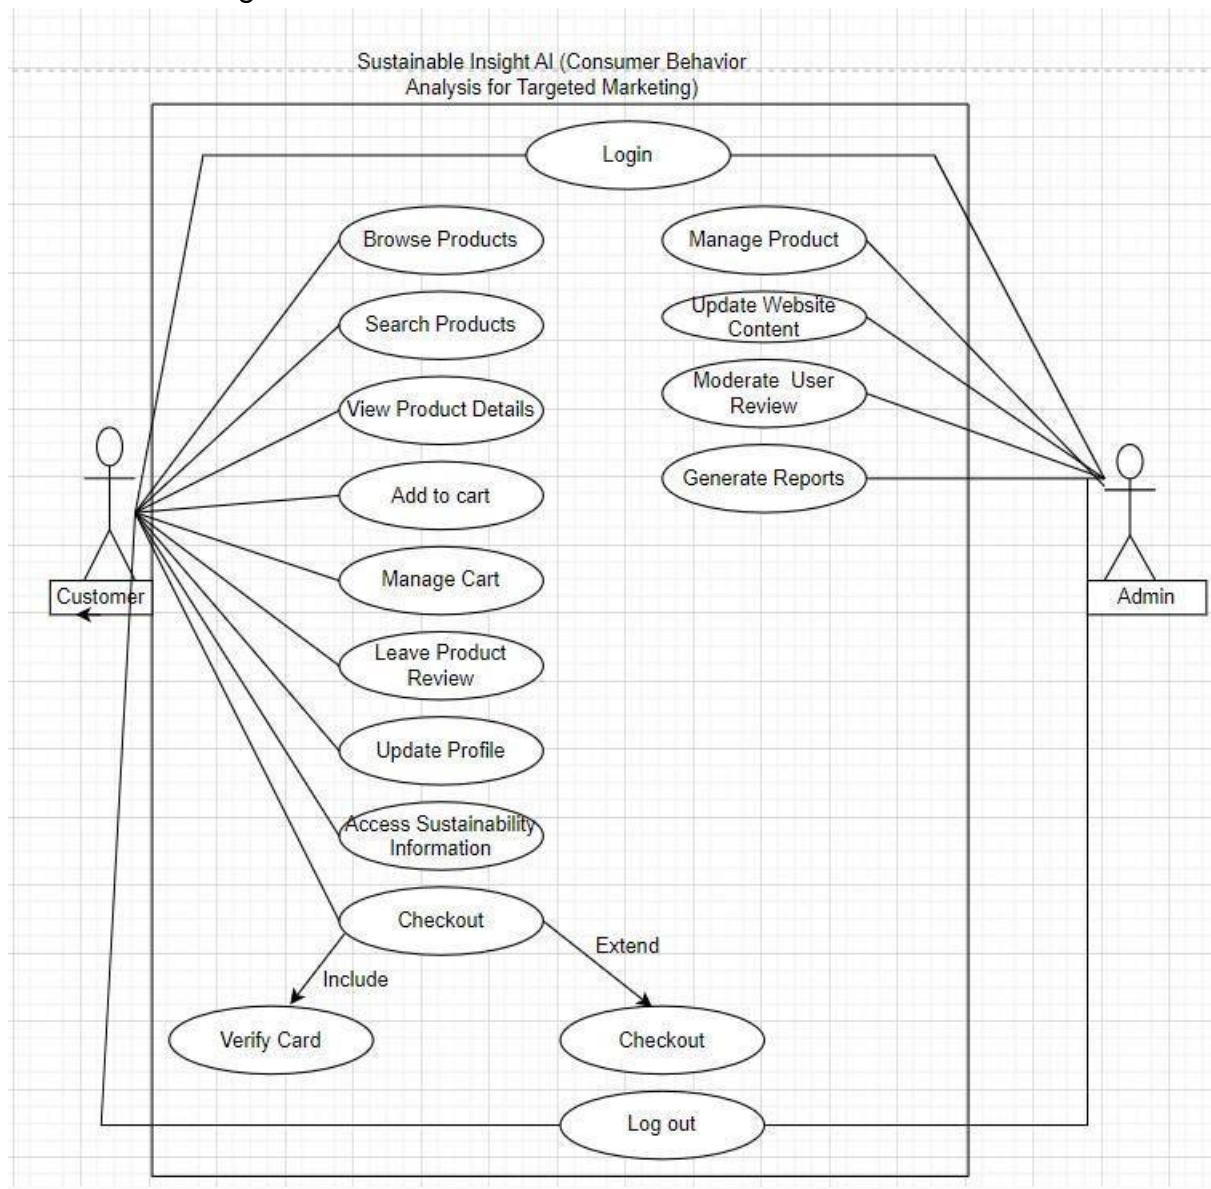 Sustainable Insight AI (Consumer Behavior
Analysis for Targeted Marketing)
Login
Browse Products
Manage Product
Search Products
Update Website
Content
View Product Details
Moderate User
Review
Add to cart
Generate Reports
Manage Cart
Customer
Admin
Leave Product
Review
Update Profile
Access Sustainability
Information
Checkout
Extend
Include
Verify Card
Checkout
Log out